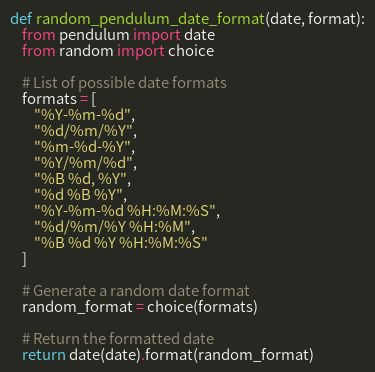 def random_pendulum_date_format(date, format):
from pendulum import date
from random import choice
# List of possible date formats
formats = [
"%Y-%m-%d",
"%d/%m/%Y",
"%m-%d-%Y",
"%Y/%m/%d",
"%B %d, %Y",
"%d %B %Y",
"%Y-%m-%d %H:%M:%S",
"%d/%m/%Y %H:%M",
"%B %d %Y %H:%M:%S"
]
# Generate a random date format
random_format = choice(formats)
# Return the formatted date
return date(date).format(random_format)